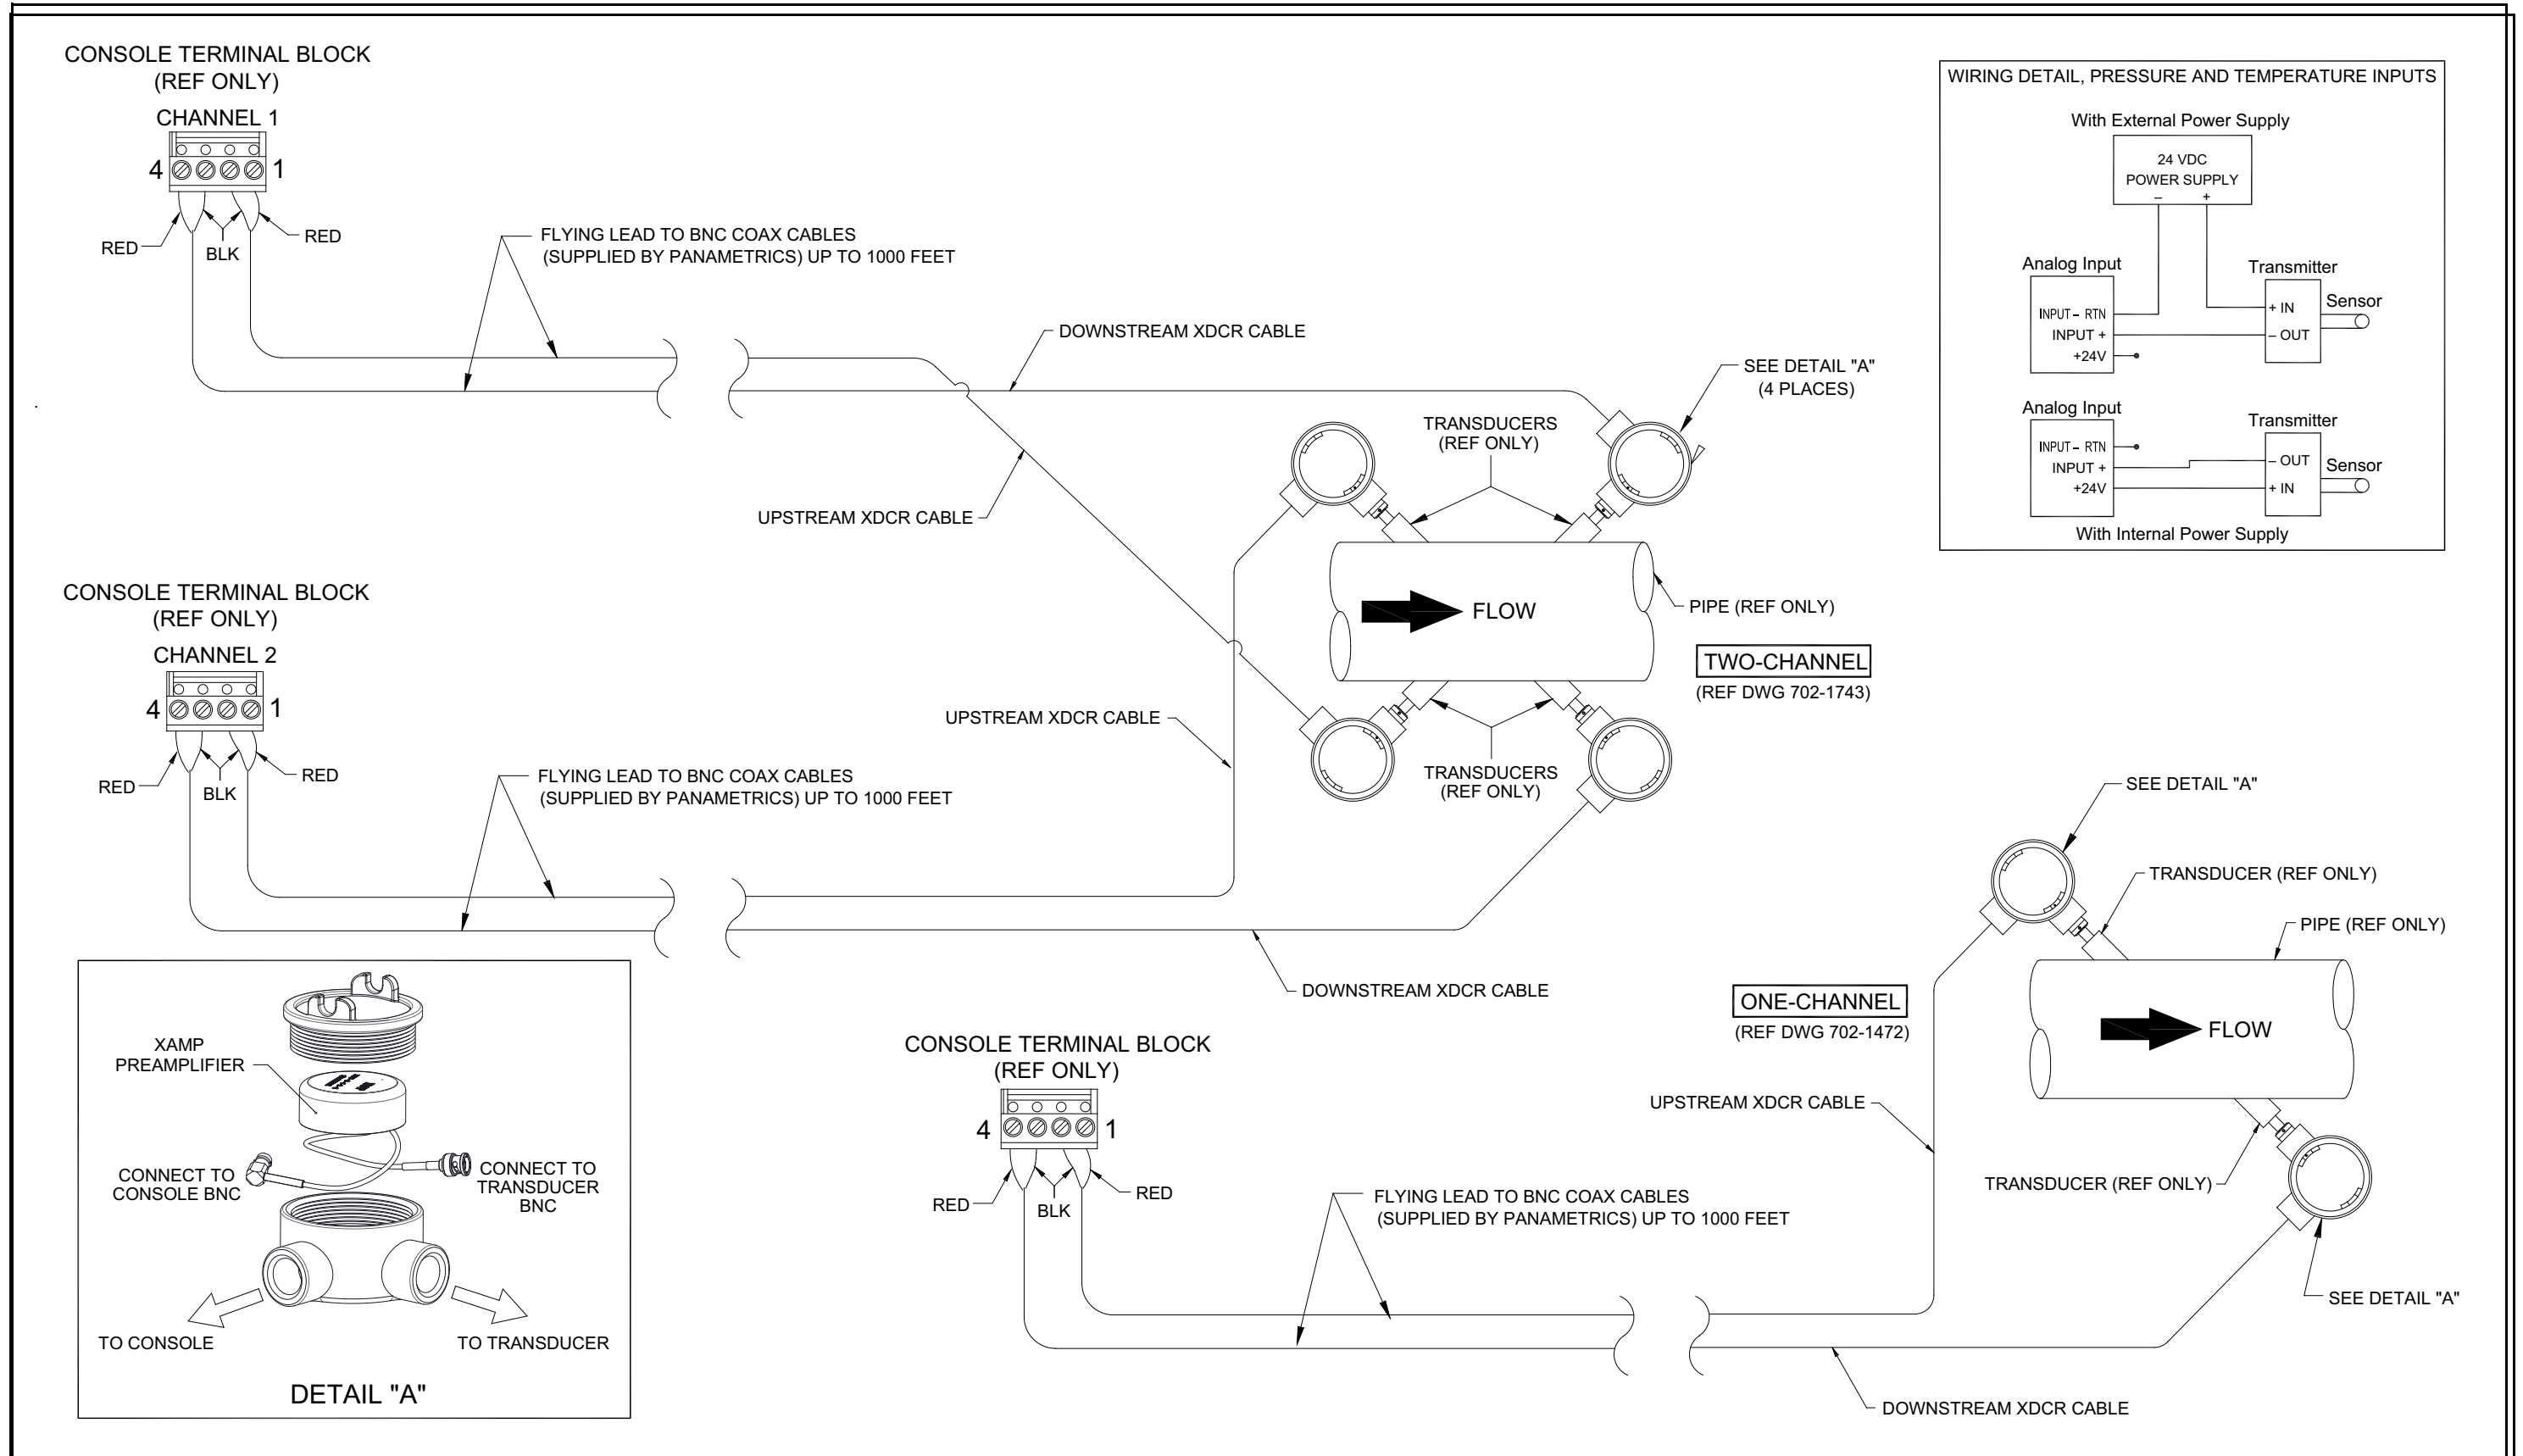 CONSOLE TERMINAL BLOCK
(REF ONLY)
CHANNEL 1
4
1
RED
BLK
RED
FLYING LEAD TO BNC COAX CABLES
(SUPPLIED BY PANAMETRICS) UP TO 1000 FEET
DOWNSTREAM XDCR CABLE
UPSTREAM XDCR CABLE
SEE DETAIL "A"
(4 PLACES)
TRANSDUCERS
(REF ONLY)
FLOW
PIPE (REF ONLY)
TWO-CHANNEL
(REF DWG 702-1743)
TRANSDUCERS
(REF ONLY)
WIRING DETAIL, PRESSURE AND TEMPERATURE INPUTS
With External Power Supply
24 VDC
POWER SUPPLY
– +
Analog Input
Transmitter
INPUT – RTN
INPUT +
+24V
+ IN
– OUT
Sensor
Analog Input
Transmitter
INPUT – RTN
INPUT +
+24V
– OUT
+ IN
Sensor
With Internal Power Supply
CONSOLE TERMINAL BLOCK
(REF ONLY)
CHANNEL 2
4
1
RED
BLK
RED
FLYING LEAD TO BNC COAX CABLES
(SUPPLIED BY PANAMETRICS) UP TO 1000 FEET
UPSTREAM XDCR CABLE
DOWNSTREAM XDCR CABLE
XAMP
PREAMPLIFIER
CONNECT TO
CONSOLE BNC
CONNECT TO
TRANSDUCER
BNC
TO CONSOLE
TO TRANSDUCER
DETAIL "A"
CONSOLE TERMINAL BLOCK
(REF ONLY)
4
1
RED
BLK
RED
FLYING LEAD TO BNC COAX CABLES
(SUPPLIED BY PANAMETRICS) UP TO 1000 FEET
ONE-CHANNEL
(REF DWG 702-1472)
UPSTREAM XDCR CABLE
SEE DETAIL "A"
TRANSDUCER (REF ONLY)
PIPE (REF ONLY)
FLOW
TRANSDUCER (REF ONLY)
SEE DETAIL "A"
DOWNSTREAM XDCR CABLE